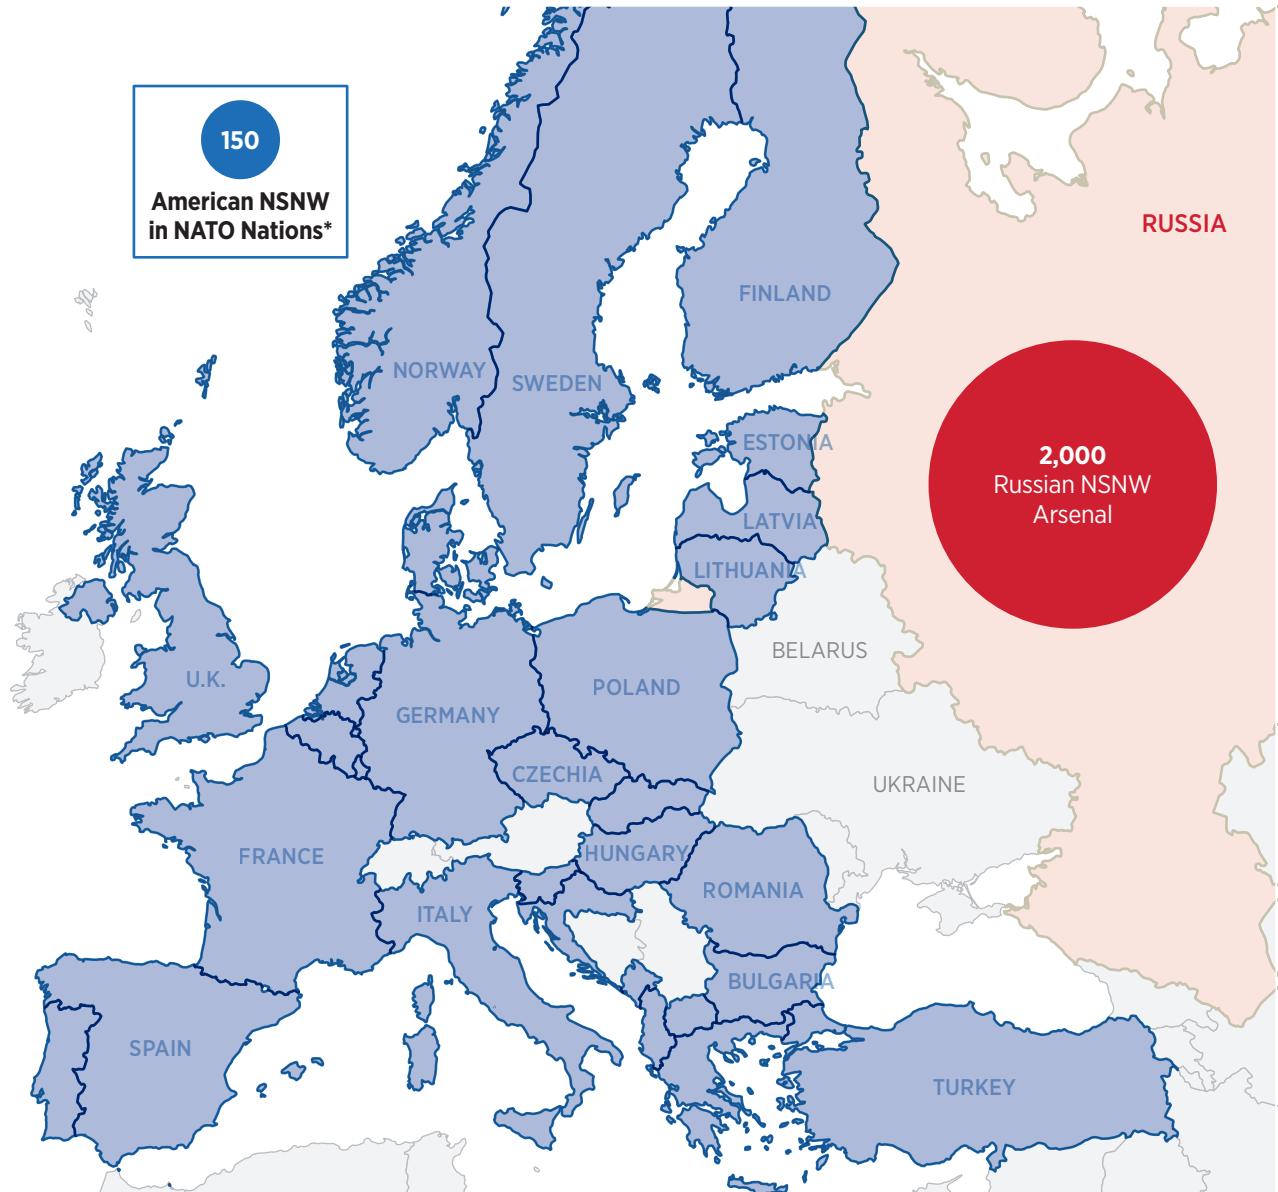 150
American NSNW
in NATO Nations*
RUSSIA
FINLAND
NORWAY
SWEDEN
ESTONIA
2,000
Russian NSNW
Arsenal
LATVIA
LITHUANIA
BELARUS
U.K.
POLAND
GERMANY
CZECHIA
UKRAINE
FRANCE
HUNGARY
ROMANIA
ITALY
BULGARIA
SPAIN
TURKEY